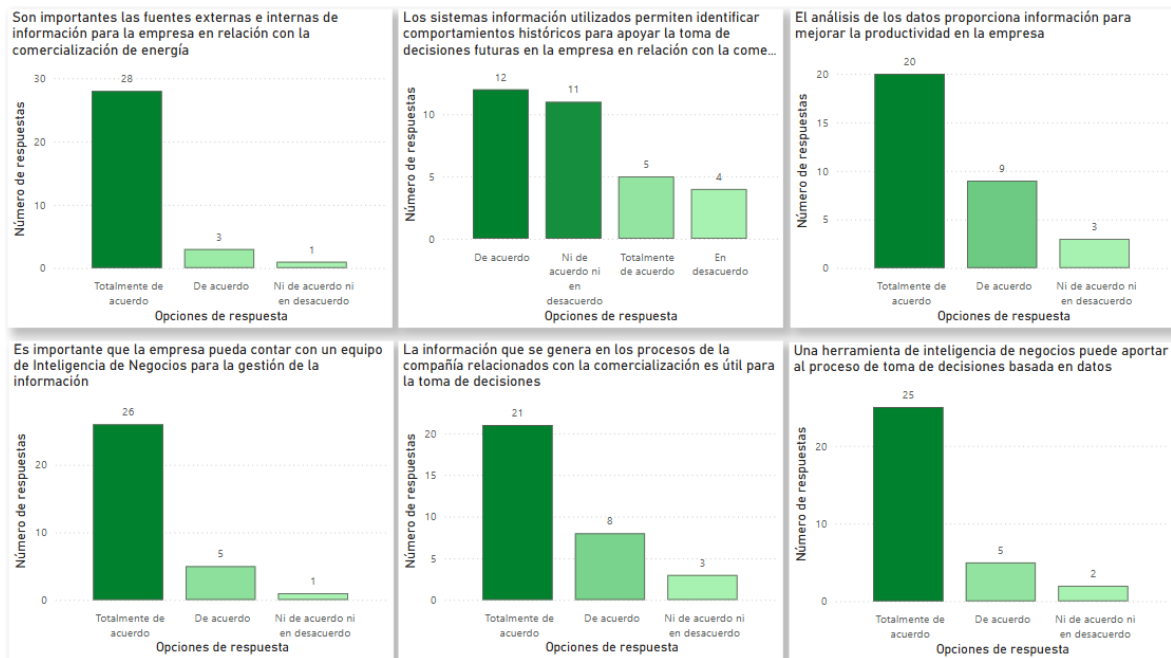 Son importantes las fuentes externas e internas de
información para la empresa en relación con la
comercialización de energía
Número de respuestas
30
20
10
0
28
3
1
Totalmente de
acuerdo
De acuerdo
Ni de acuerdo ni
en desacuerdo
Opciones de respuesta
Los sistemas información utilizados permiten identificar
comportamientos históricos para apoyar la toma de
decisiones futuras en la empresa en relación con la come...
Número de respuestas
10
5
0
12
11
5
4
De acuerdo
Ni de
acuerdo ni
en
desacuerdo
Totalmente
de acuerdo
En
desacuerdo
Opciones de respuesta
El análisis de los datos proporciona información para
mejorar la productividad en la empresa
Número de respuestas
20
15
10
5
0
20
9
3
Totalmente de
acuerdo
De acuerdo
Ni de acuerdo ni
en desacuerdo
Opciones de respuesta
Es importante que la empresa pueda contar con un equipo
de Inteligencia de Negocios para la gestión de la
información
Número de respuestas
20
10
0
26
5
1
Totalmente de
acuerdo
De acuerdo
Ni de acuerdo ni
en desacuerdo
Opciones de respuesta
La información que se genera en los procesos de la
compañía relacionados con la comercialización es útil para
la toma de decisiones
Número de respuestas
20
15
10
5
0
21
8
3
Totalmente de
acuerdo
De acuerdo
Ni de acuerdo ni
en desacuerdo
Opciones de respuesta
Una herramienta de inteligencia de negocios puede aportar
al proceso de toma de decisiones basada en datos
Número de respuestas
20
10
0
25
5
2
Totalmente de
acuerdo
De acuerdo
Ni de acuerdo ni
en desacuerdo
Opciones de respuesta